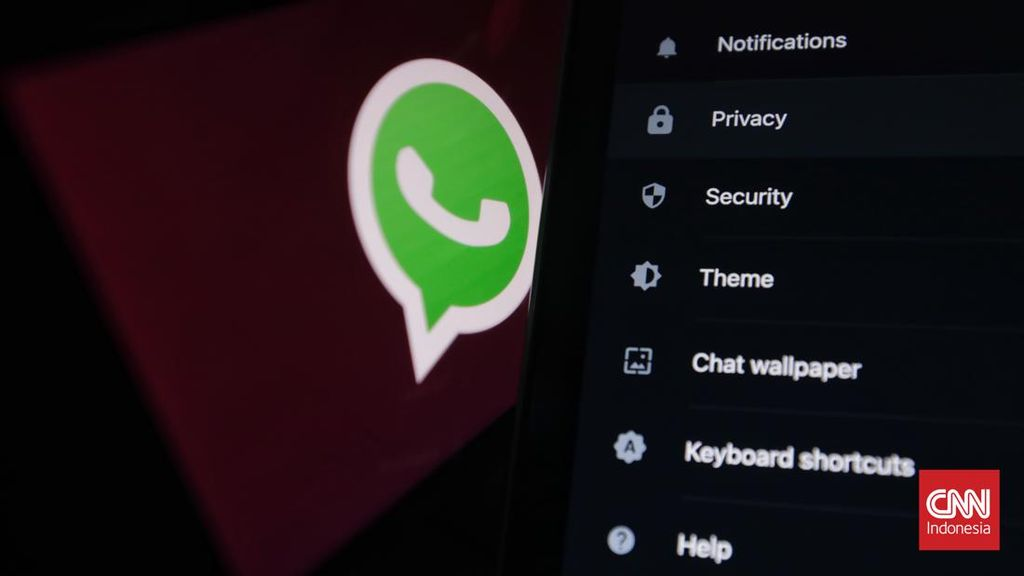 Notifications
Privacy
Security
Theme
Chat wallpaper
Keyboard shortcuts
Help
CNN
Indonesia